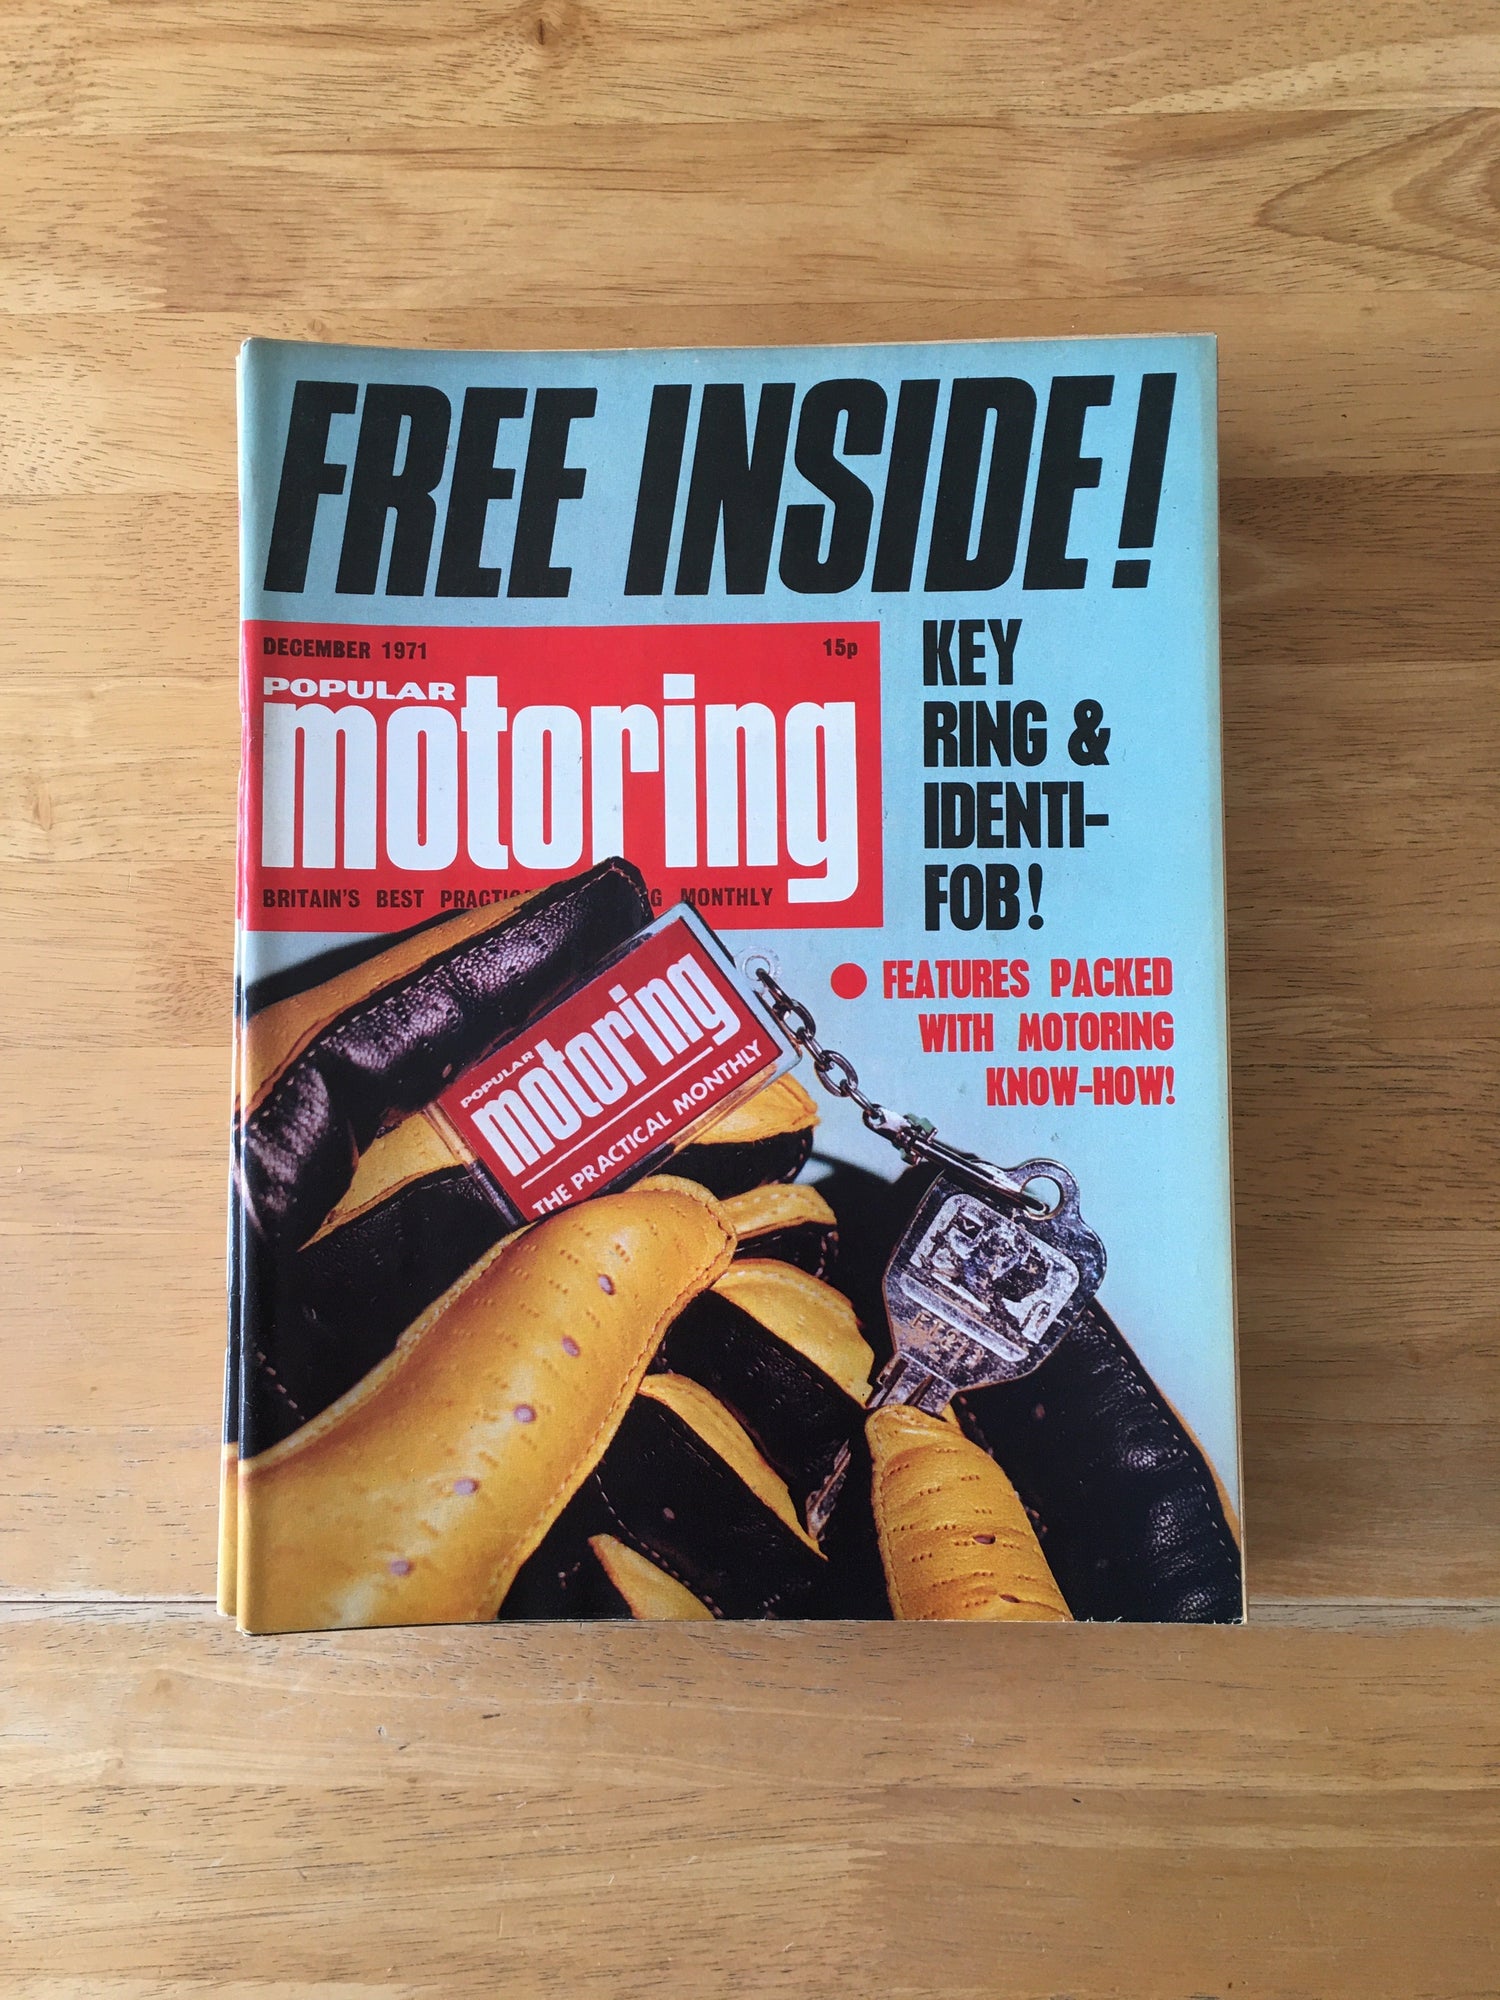 FREE INSIDE!
DECEMBER 1971 15p
POPULAR
motoring
BRITAIN'S BEST MONTHLY
KEY
RING &
IDENTI-
FOB!
● FEATURES PACKED
WITH MOTORING
KNOW-HOW!
POPULAR
motoring
THE PRACTICAL MONTHLY